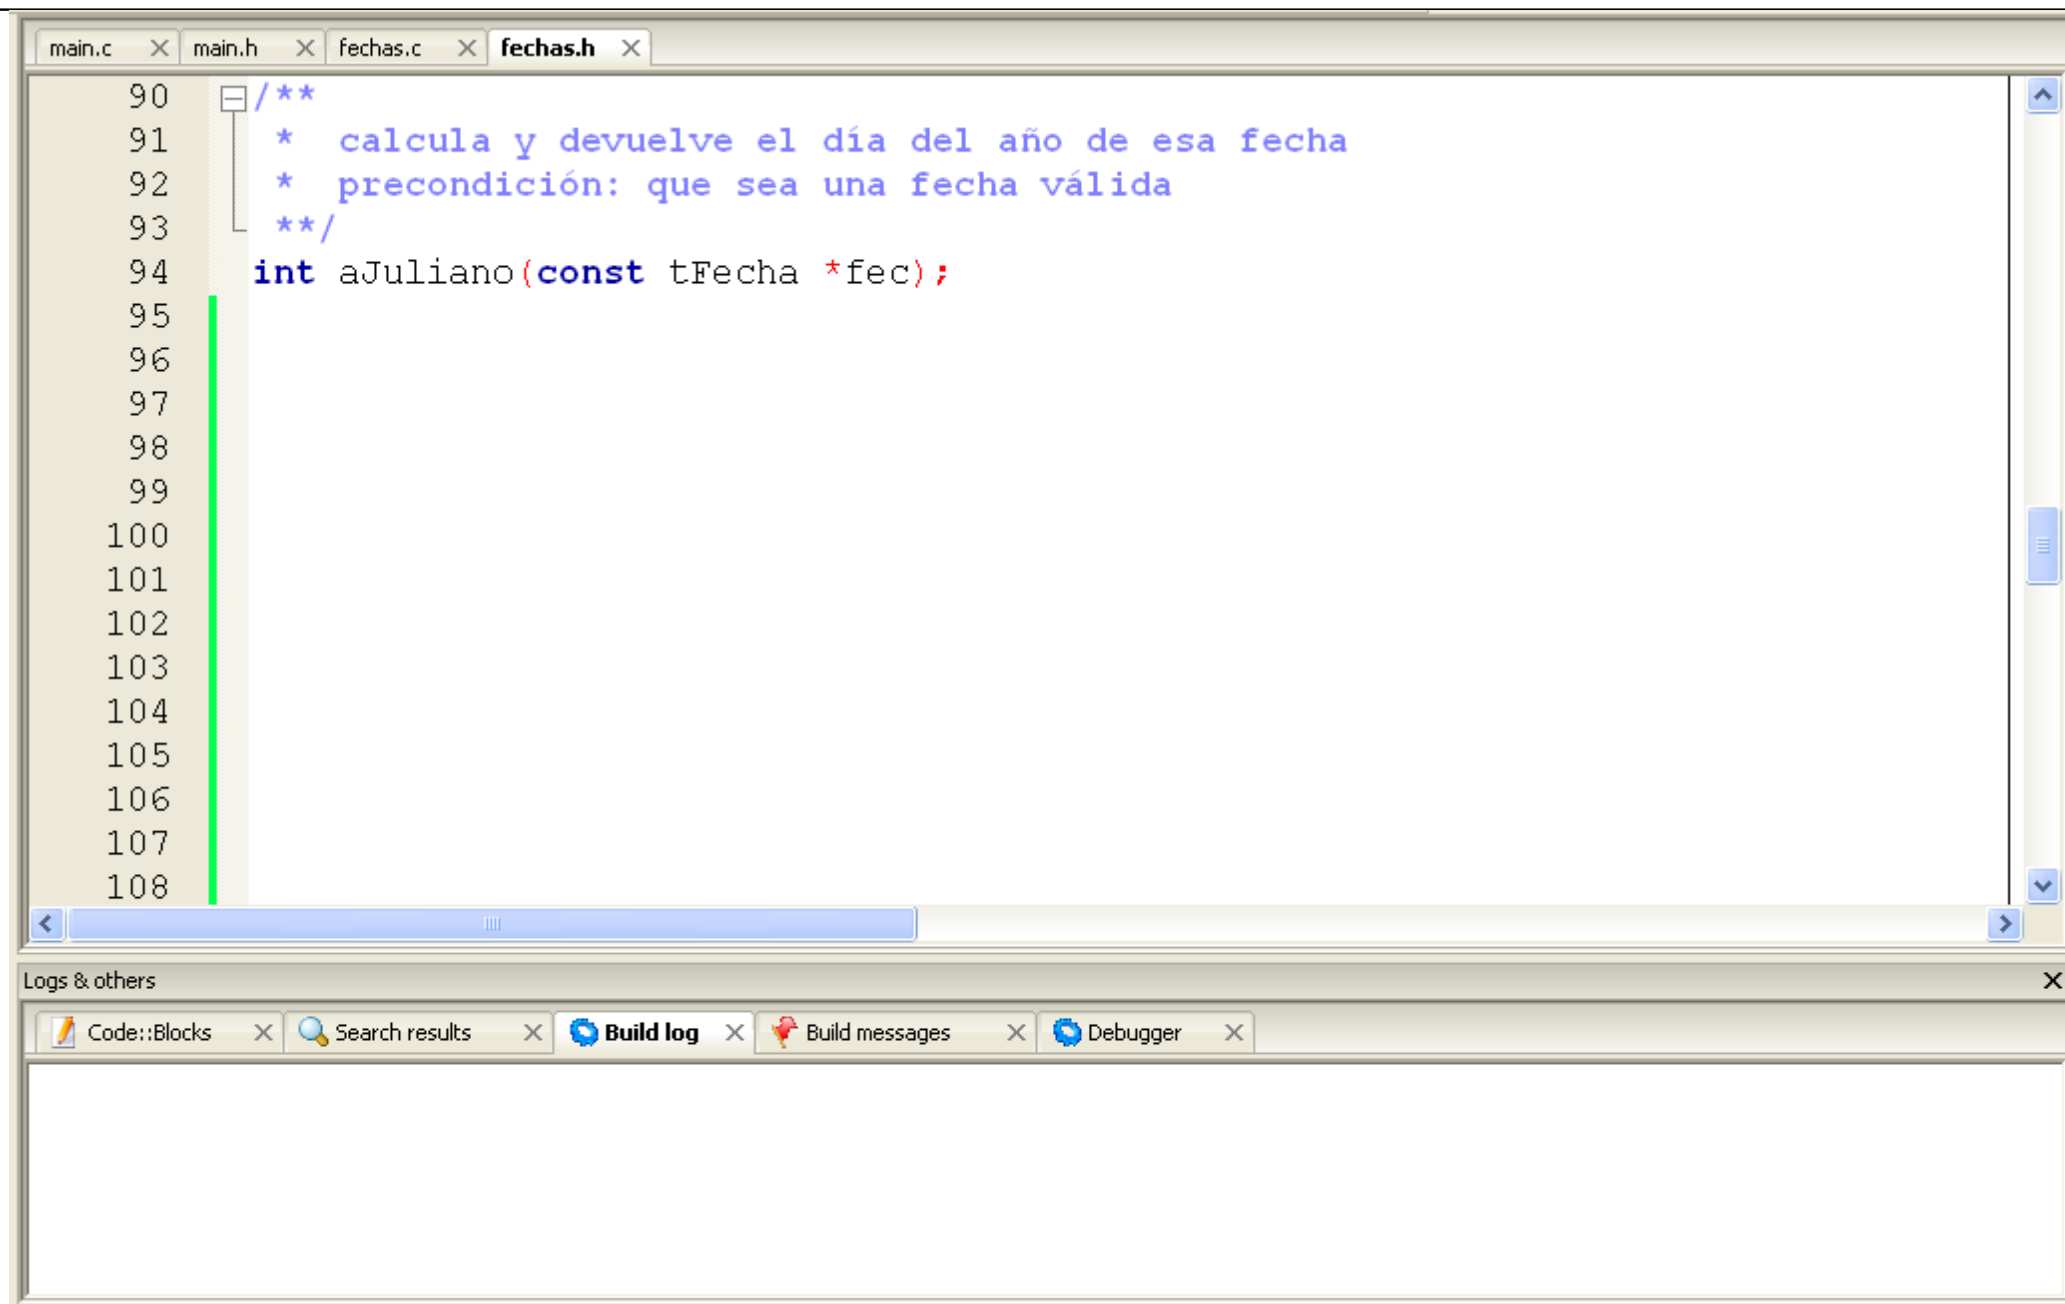 main.c main.h fechas.c fechas.h
90 /**
91 * calcula y devuelve el día del año de esa fecha
92 * precondición: que sea una fecha válida
93 **/
94 int aJuliano(const tFecha *fec);
95
96
97
98
99
100
101
102
103
104
105
106
107
108
Logs & others
Code::Blocks Search results Build log Build messages Debugger